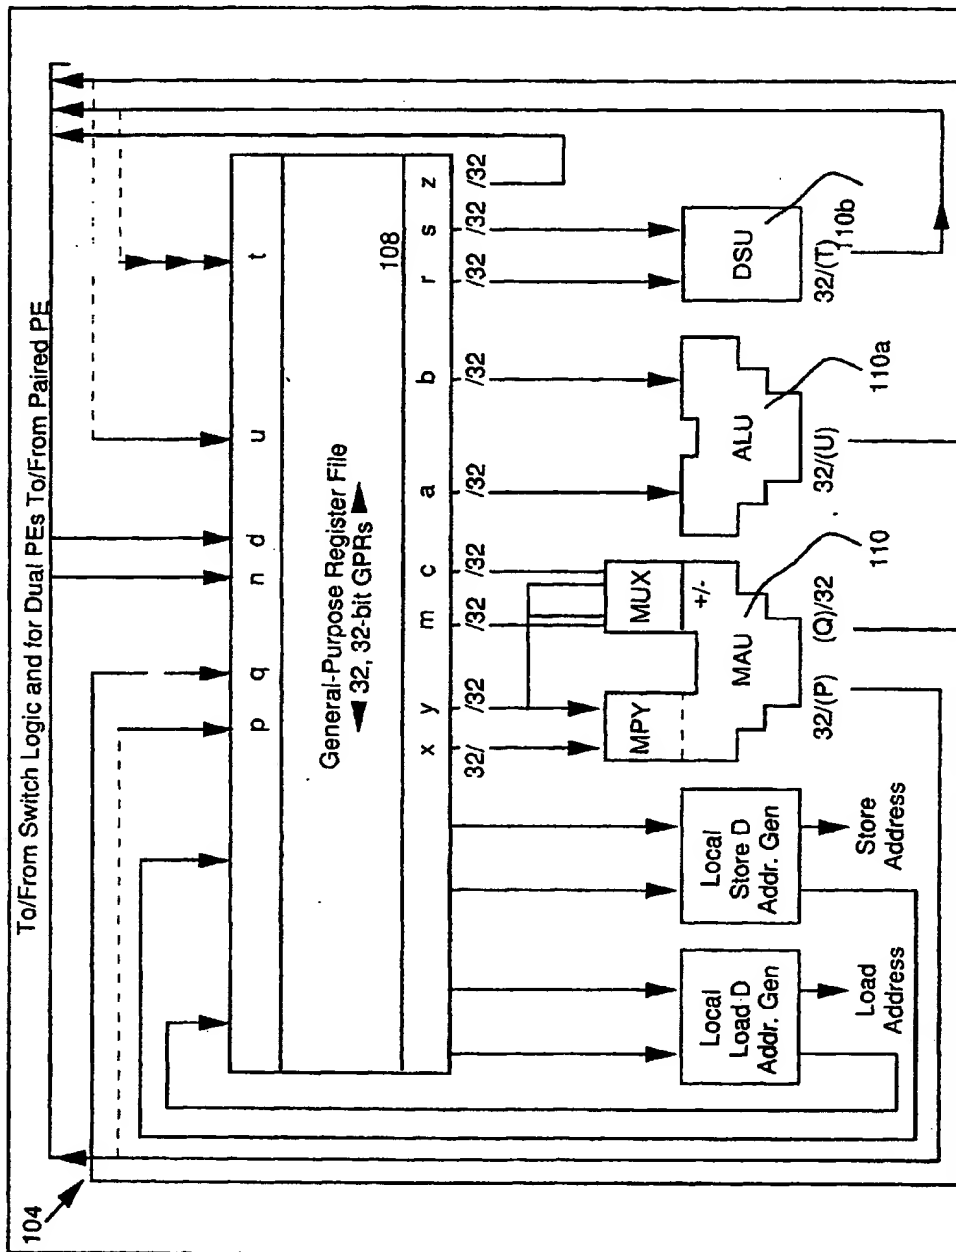 104
To/From Switch Logic and for Dual PEs To/From Paired PE
p
q
n
d
u
t
General-Purpose Register File
32, 32-bit GPRs
108
x
y
m
c
a
b
r
s
z
32/
/32
/32
/32
/32
/32
/32
/32
/32
Local
Load D
Addr. Gen
Local
Store D
Addr. Gen
MPY
MUX
+/-
MAU
ALU
DSU
Load
Address
Store
Address
32/(P)
(Q)/32
110
32/(U)
110a
32/(T)
110b